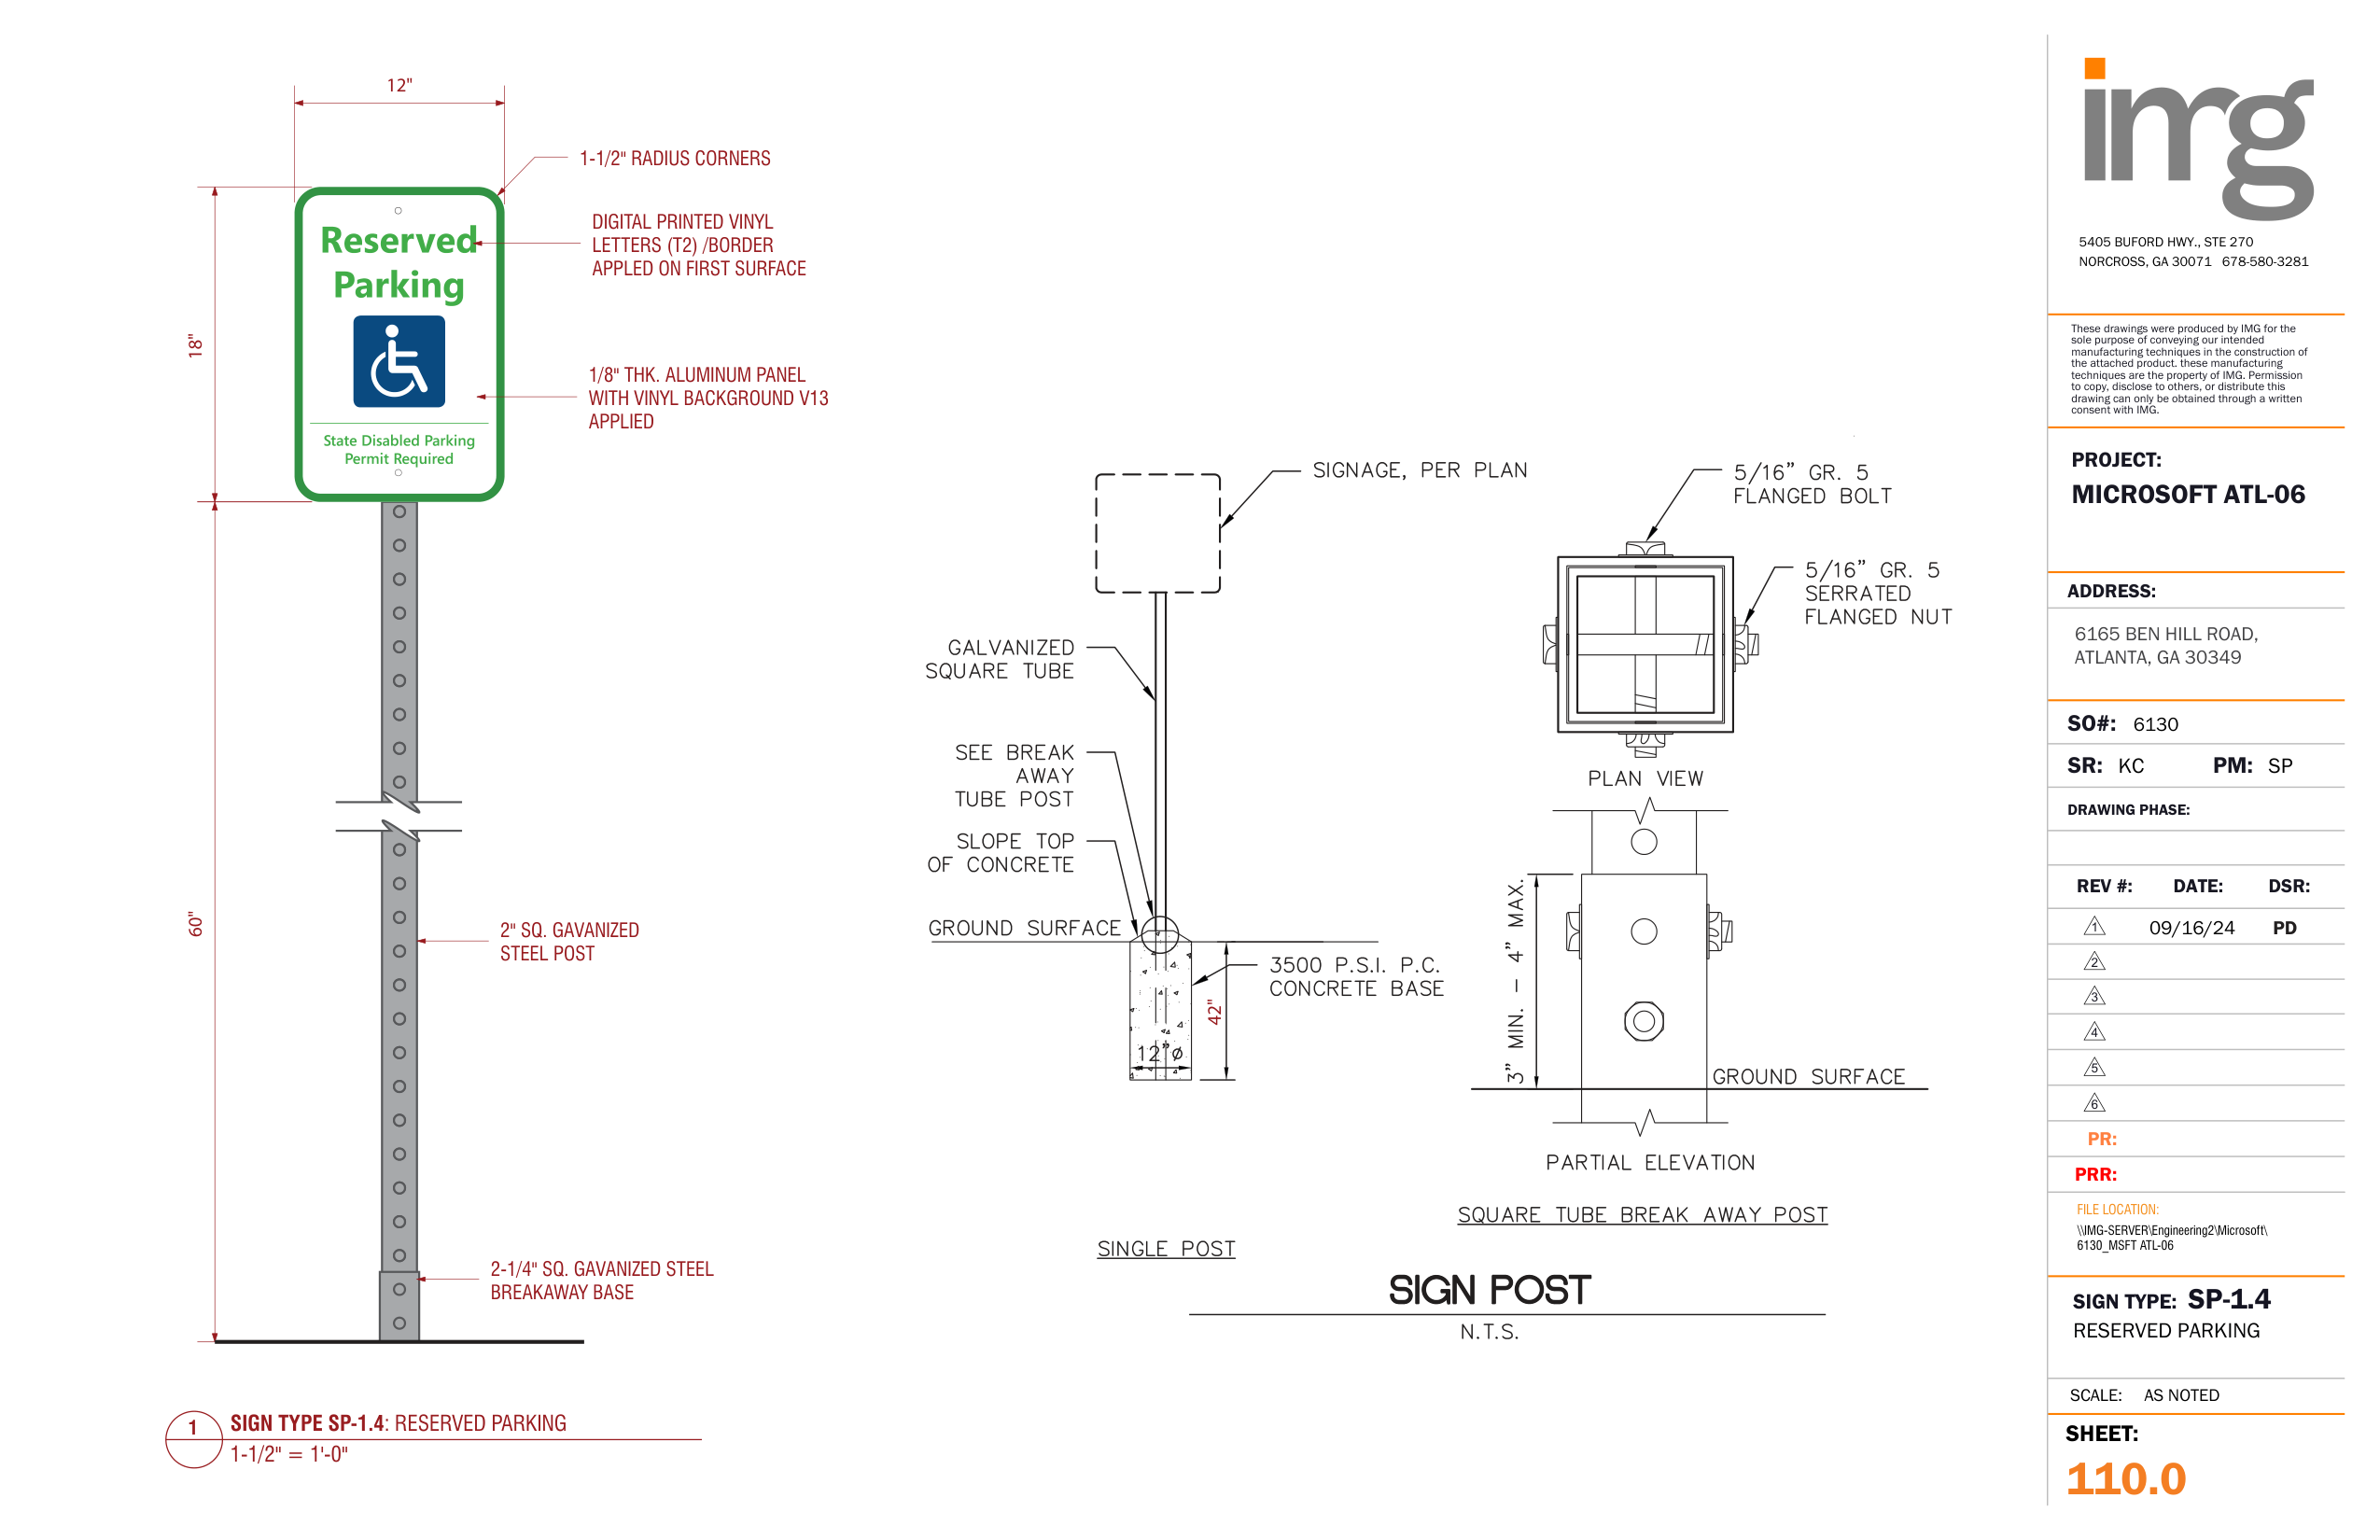 12"
1-1/2" RADIUS CORNERS
DIGITAL PRINTED VINYL
LETTERS (T2) /BORDER
APPLED ON FIRST SURFACE
18"
Reserved
Parking
State Disabled Parking
Permit Required
1/8" THK. ALUMINUM PANEL
WITH VINYL BACKGROUND V13
APPLIED
60"
2" SQ. GAVANIZED
STEEL POST
2-1/4" SQ. GAVANIZED STEEL
BREAKAWAY BASE
1
SIGN TYPE SP-1.4: RESERVED PARKING
1-1/2" = 1'-0"
SIGNAGE, PER PLAN
GALVANIZED
SQUARE TUBE
SEE BREAK
AWAY
TUBE POST
SLOPE TOP
OF CONCRETE
GROUND SURFACE
3500 P.S.I. P.C.
CONCRETE BASE
42"
12"ø
SINGLE POST
5/16" GR. 5
FLANGED BOLT
5/16" GR. 5
SERRATED
FLANGED NUT
PLAN VIEW
3" MIN. – 4" MAX.
GROUND SURFACE
PARTIAL ELEVATION
SQUARE TUBE BREAK AWAY POST
SIGN POST
N.T.S.
img
5405 BUFORD HWY., STE 270
NORCROSS, GA 30071 678-580-3281
These drawings were produced by IMG for the
sole purpose of conveying our intended
manufacturing techniques in the construction of
the attached product. these manufacturing
techniques are the property of IMG. Permission
to copy, disclose to others, or distribute this
drawing can only be obtained through a written
consent with IMG.
PROJECT:
MICROSOFT ATL-06
ADDRESS:
6165 BEN HILL ROAD,
ATLANTA, GA 30349
SO#: 6130
SR: KC PM: SP
DRAWING PHASE:
REV #: DATE: DSR:
1 09/16/24 PD
2
3
4
5
6
PR:
PRR:
FILE LOCATION:
\\IMG-SERVER\Engineering2\Microsoft\
6130_MSFT ATL-06
SIGN TYPE: SP-1.4
RESERVED PARKING
SCALE: AS NOTED
SHEET:
110.0